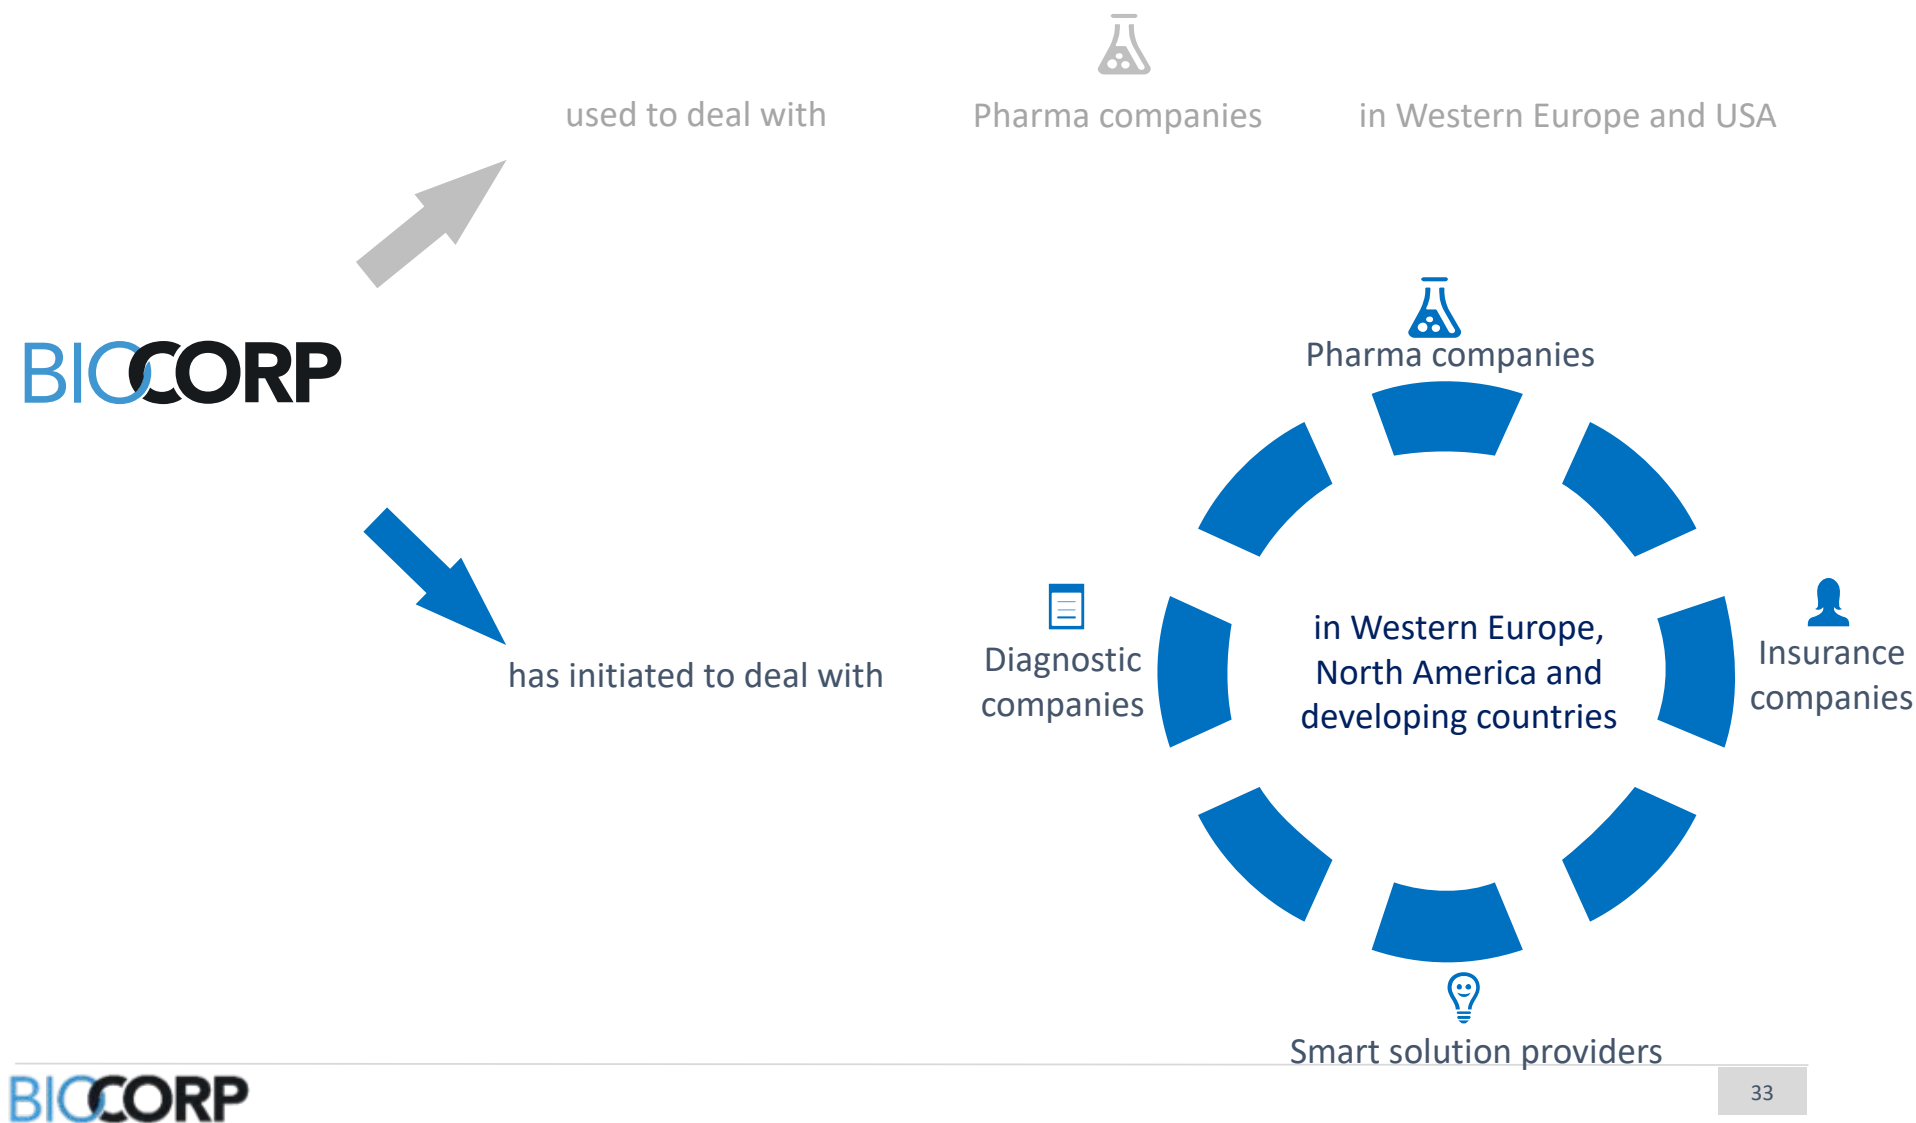 used to deal with
Pharma companies
in Western Europe and USA
BIOCORP
Pharma companies
has initiated to deal with
Diagnostic
companies
in Western Europe,
North America and
developing countries
Insurance
companies
Smart solution providers
BIOCORP
33